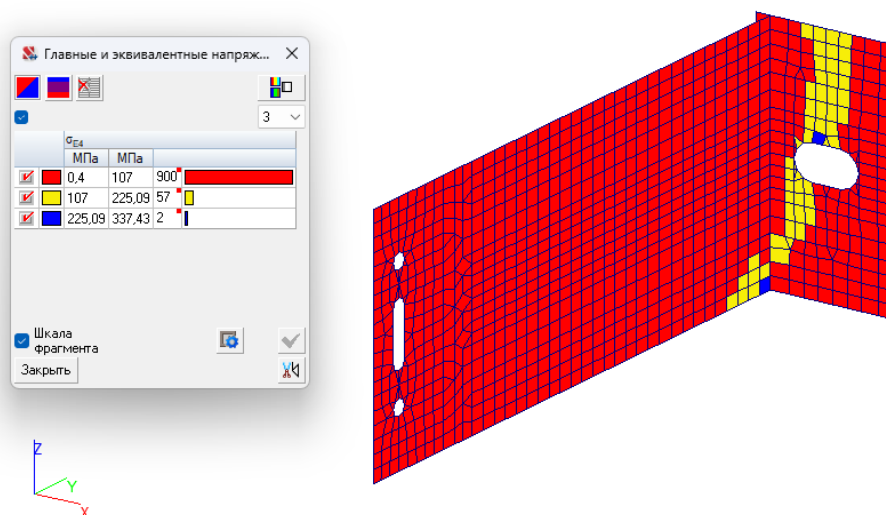 Главные и эквивалентные напряж...
3
σE4
МПа МПа
0,4 107 900
107 225,09 57
225,09 337,43 2
Шкала
фрагмента
Закрыть
Z
Y
X